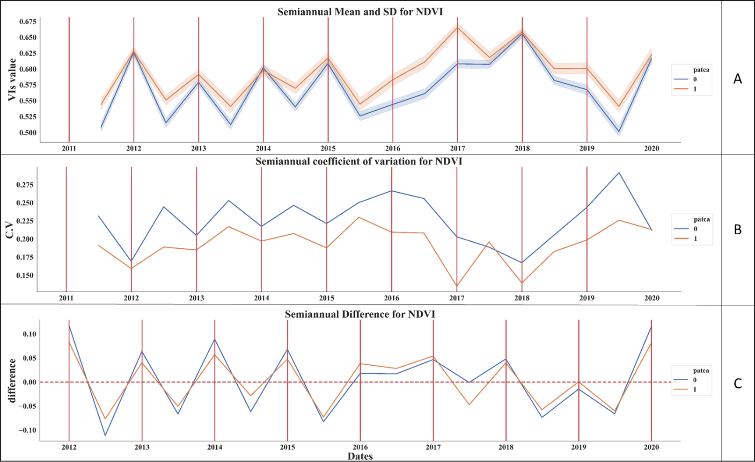 Semiannual Mean and SD for NDVI
0.675
0.650
0.625
0.600
0.575
0.550
0.525
0.500
VIs value
patca
0
1
A
2011 2012 2013 2014 2015 2016 2017 2018 2019 2020
Semiannual coefficient of variation for NDVI
0.275
0.250
0.225
0.200
0.175
0.150
C.V
patca
0
1
B
2011 2012 2013 2014 2015 2016 2017 2018 2019 2020
Semiannual Difference for NDVI
0.10
0.05
0.00
−0.05
−0.10
difference
patca
0
1
C
2012 2013 2014 2015 2016 2017 2018 2019 2020
Dates